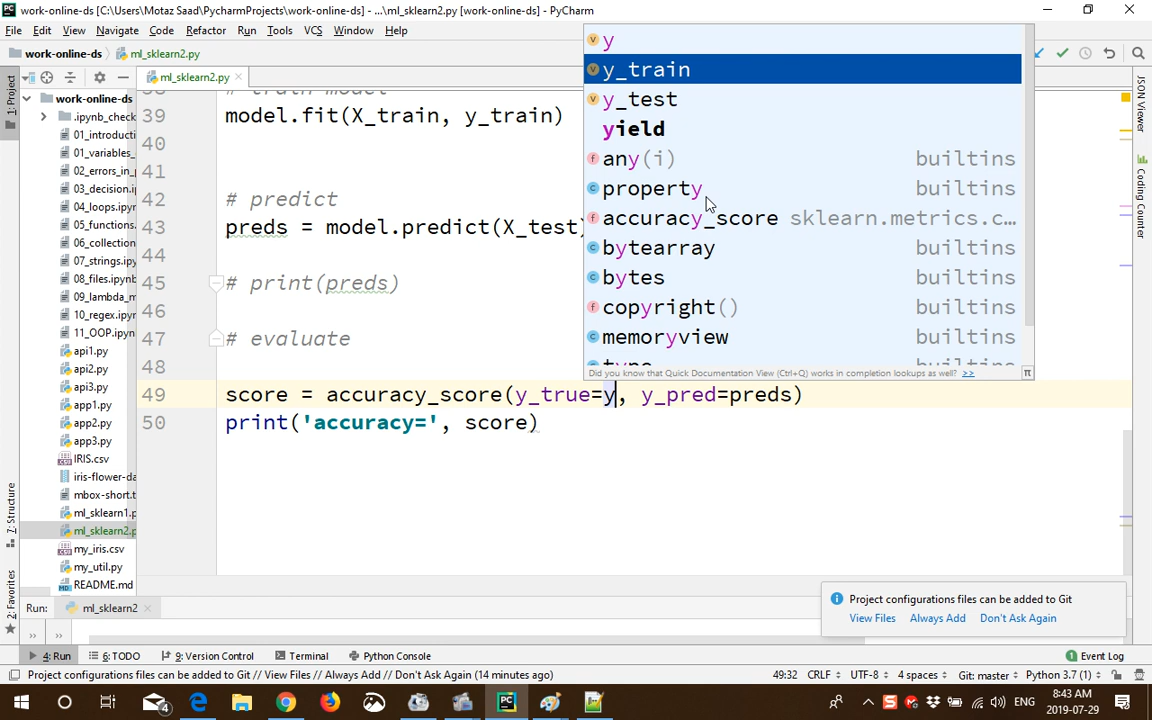 work-online-ds [C:\Users\Motaz Saad\PycharmProjects\work-online-ds] - ...\ml_sklearn2.py [work-online-ds] - PyCharm
File Edit View Navigate Code Refactor Run Tools VCS Window Help
work-online-ds ml_sklearn2.py
1: Project
ml_sklearn2.py
JSON Viewer
Coding Counter
work-online-ds
.ipynb_check
01_introducti
01_variables_
02_errors_in_
03_decision.i
04_loops.ipyn
05_functions.
06_collection
07_strings.ip
08_files.ipynb
09_lambda_m
10_regex.ipyn
11_OOP.ipyn
api1.py
api2.py
api3.py
app1.py
app2.py
app3.py
IRIS.csv
iris-flower-da
mbox-short.t
ml_sklearn1.p
ml_sklearn2.p
my_iris.csv
my_util.py
README.md
Z: Structure
2: Favorites
# train model
39 model.fit(X_train, y_train)
40
41
42 # predict
43 preds = model.predict(X_test)
44
45 # print(preds)
46
47 # evaluate
48
49 score = accuracy_score(y_true=y, y_pred=preds)
50 print('accuracy=', score)
y
y_train
y_test
yield
any(i) builtins
property builtins
accuracy_score sklearn.metrics.c...
bytearray builtins
bytes builtins
copyright() builtins
memoryview builtins
type builtins
Did you know that Quick Documentation View (Ctrl+Q) works in completion lookups as well? >> π
Project configurations files can be added to Git
View Files Always Add Don't Ask Again
Run: ml_sklearn2
4: Run 6: TODO 9: Version Control Terminal Python Console 1 Event Log
Project configurations files can be added to Git // View Files // Always Add // Don't Ask Again (14 minutes ago) 49:32 CRLF UTF-8 4 spaces Git: master Python 3.7 (1)
4 ENG 8:43 AM
2019-07-29